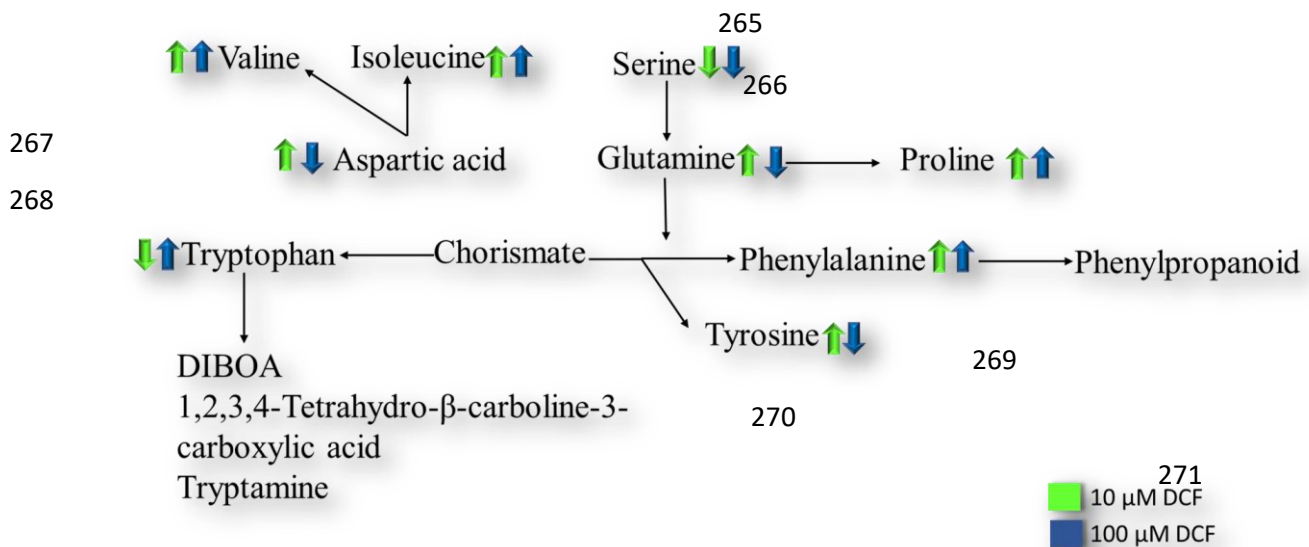 265
Valine Isoleucine Serine
266
267
Aspartic acid Glutamine Proline
268
Tryptophan Chorismate Phenylalanine Phenylpropanoid
Tyrosine
269
DIBOA
1,2,3,4-Tetrahydro-β-carboline-3-
carboxylic acid
Tryptamine
270
271
10 μM DCF
100 μM DCF